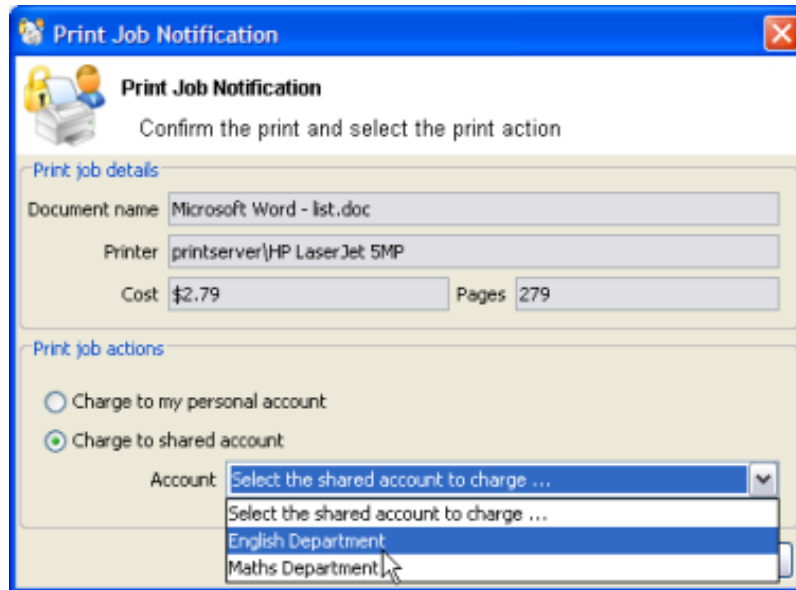 Print Job Notification
Print Job Notification
Confirm the print and select the print action
Print job details
Document name Microsoft Word - list.doc
Printer printserver\HP LaserJet 5MP
Cost $2.79 Pages 279
Print job actions
Charge to my personal account
Charge to shared account
Account Select the shared account to charge ...
Select the shared account to charge ...
English Department
Maths Department